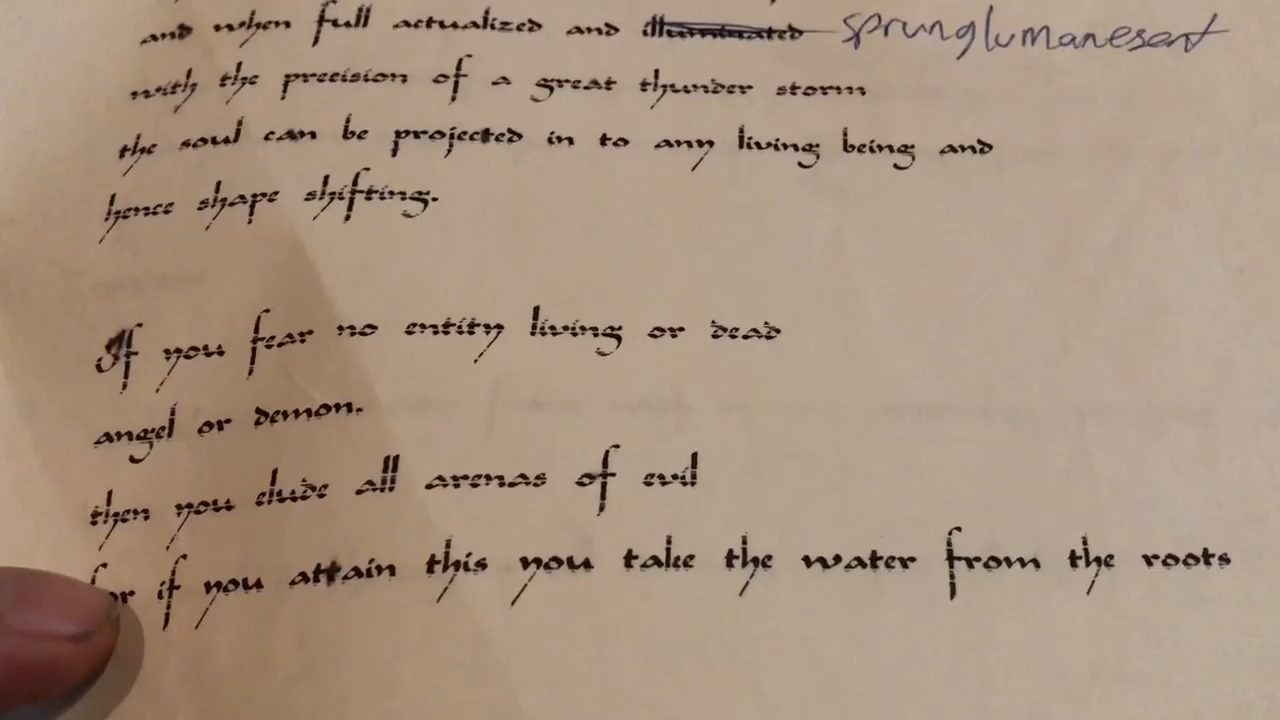 and when full actualized and illuminated sprunglumanesent
with the precision of a great thunder storm
the soul can be projected in to any living being and
hence shape shifting.
If you fear no entity living or dead
angel or demon.
then you elude all arenas of evil
for if you attain this you take the water from the roots